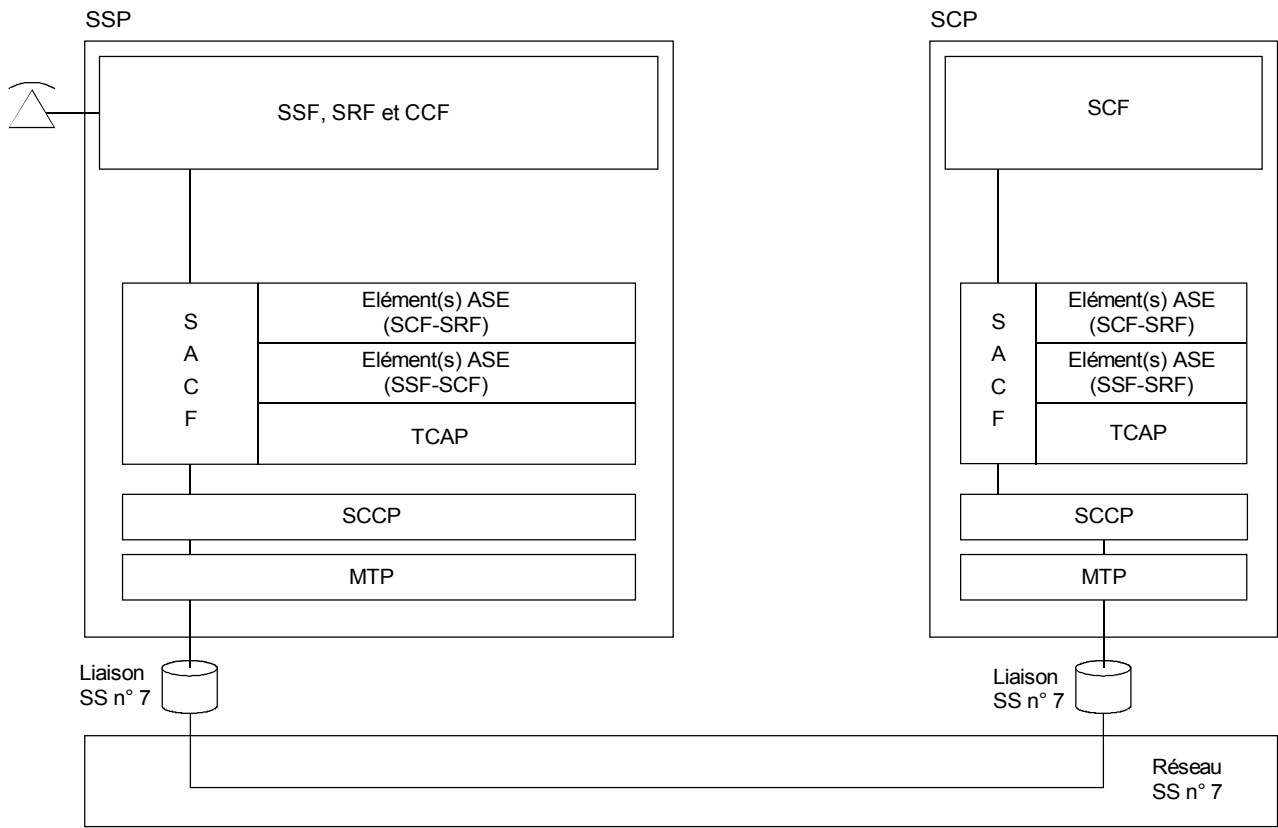 SSP
SSF, SRF et CCF
S
A
C
F
Elément(s) ASE
(SCF-SRF)
Elément(s) ASE
(SSF-SCF)
TCAP
SCCP
MTP
Liaison
SS n° 7
SCP
SCF
S
A
C
F
Elément(s) ASE
(SCF-SRF)
Elément(s) ASE
(SSF-SRF)
TCAP
SCCP
MTP
Liaison
SS n° 7
Réseau
SS n° 7